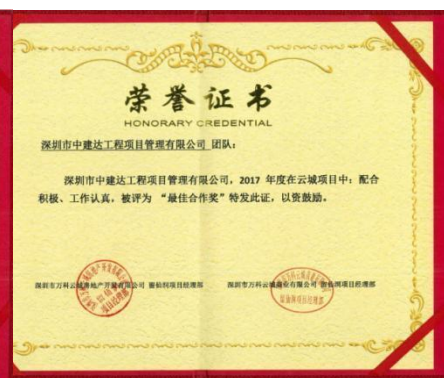 荣誉证书
HONORARY CREDENTIAL
深圳市中建达工程项目管理有限公司 团队:
深圳市中建达工程项目管理有限公司,2017 年度在云城项目中:配合
积极、工作认真,被评为 “最佳合作奖”特发此证,以资鼓励。
深圳市万科云城房地产开发有限公司 留仙洞项目经理部 深圳市万科云城商业有限公司 留仙洞项目经理部